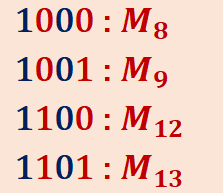 1000 : M₈
1001 : M₉
1100 : M₁₂
1101 : M₁₃